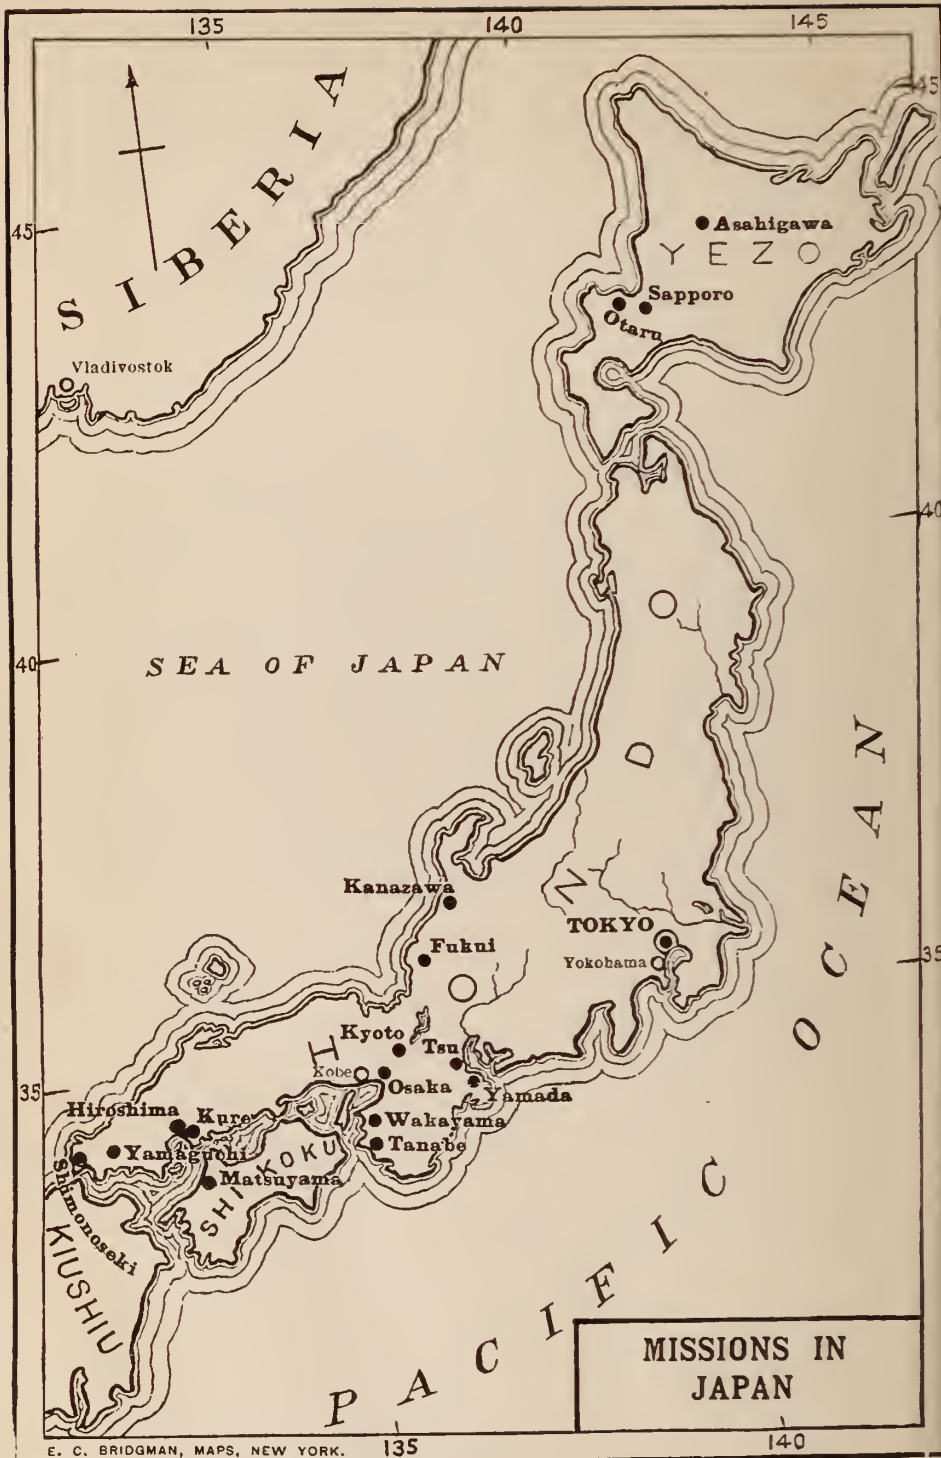 135
140
145
45
SIBERIA
Asahigawa
YEZO
45
Sapporo
Otaru
Vladivostok
40
SEA OF JAPAN
40
HONDO
Kanazawa
TOKYO
Fukui
Yokohama
35
Kyoto
Tsu
Kobe
Osaka
Yamada
35
Hiroshima
Kure
Wakayama
Yamaguchi
Tanabe
Matsuyama
SHIKOKU
Shimonoseki
KIUSHIU
PACIFIC OCEAN
MISSIONS IN
JAPAN
E. C. BRIDGMAN, MAPS, NEW YORK.
135
140